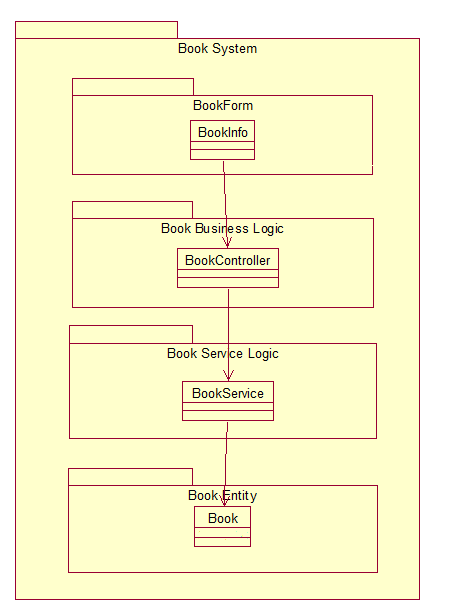 Book System
BookForm
BookInfo
Book Business Logic
BookController
Book Service Logic
BookService
Book Entity
Book